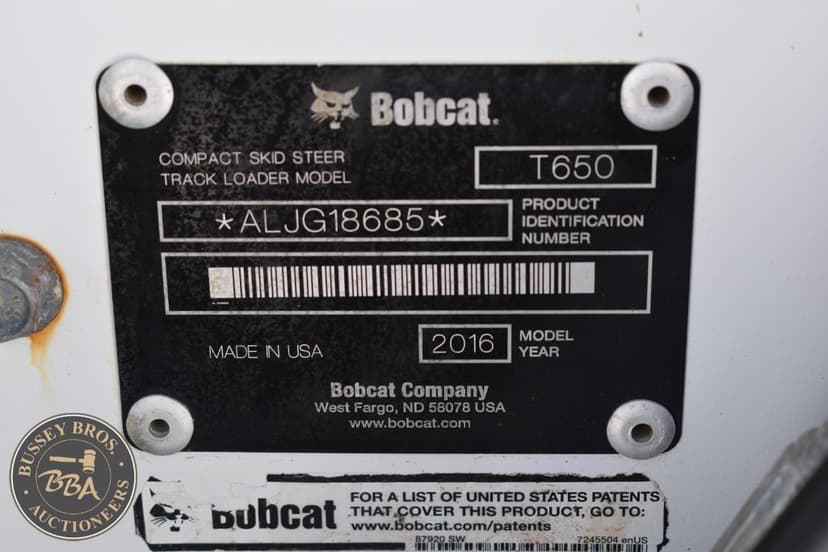 Bobcat.
COMPACT SKID STEER
TRACK LOADER MODEL
T650
*ALJG18685*
PRODUCT
IDENTIFICATION
NUMBER
MADE IN USA
2016
MODEL
YEAR
Bobcat Company
West Fargo, ND 58078 USA
www.bobcat.com
Bobcat
FOR A LIST OF UNITED STATES PATENTS
THAT COVER THIS PRODUCT, GO TO:
www.bobcat.com/patents
87920 SW
7245504 enUS
BUSSEY BROS.
BBA
AUCTIONEERS